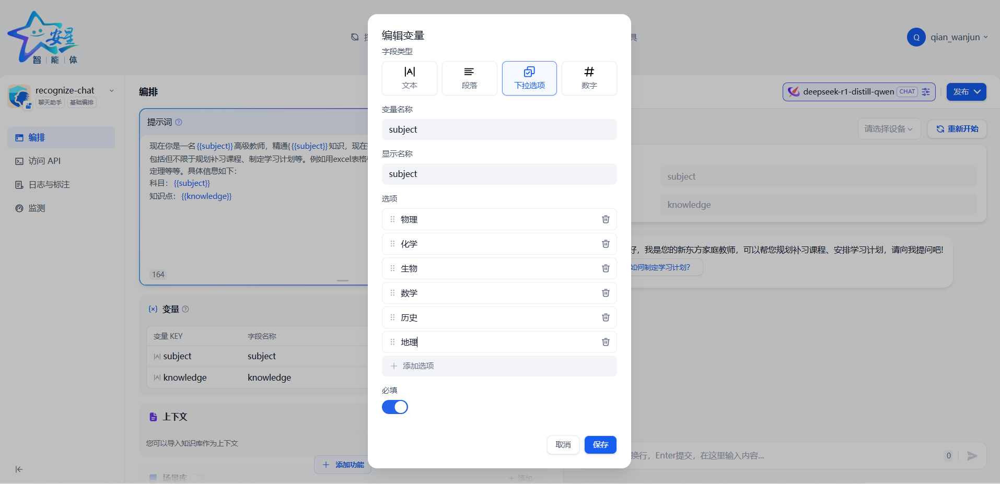 安星
智 | 能 | 体
Q
qian_wanjun
recognize-chat
聊天助手
基础编排
编排
访问 API
日志与标注
监测
编排
deepseek-r1-distill-qwen
CHAT
发布
提示词
现在你是一名{{subject}}高级教师，精通{{{subject}}知识，现在
包括但不限于规划补习课程、制定学习计划等。例如用excel表格
定理等等。具体信息如下：
科目：{{subject}}
知识点：{{knowledge}}
164
变量
变量 KEY
字段名称
subject
subject
knowledge
knowledge
上下文
您可以导入知识库作为上下文
添加功能
场景库
添加
编辑变量
字段类型
文本
段落
下拉选项
数字
变量名称
subject
显示名称
subject
选项
物理
化学
生物
数学
历史
地理
添加选项
必填
取消
保存
具
请选择设备
重新开始
subject
knowledge
好，我是您的新东方家庭教师，可以帮您规划补习课程、安排学习计划，请向我提问吧!
如何制定学习计划？
换行，Enter提交，在这里输入内容...
0